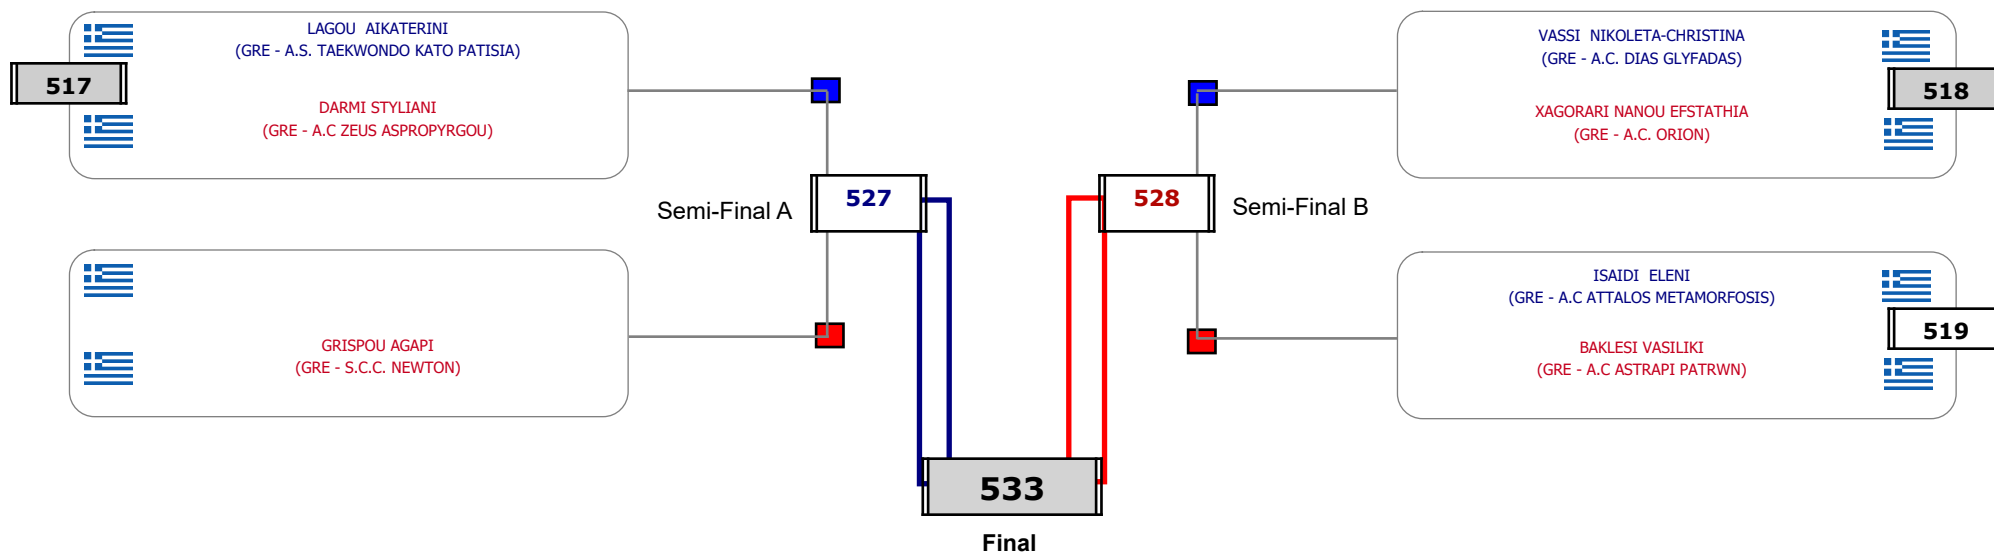 LAGOU  AIKATERINI
(GRE - A.S. TAEKWONDO KATO PATISIA)
517
DARMI STYLIANI
(GRE - A.C ZEUS ASPROPYRGOU)
VASSI  NIKOLETA-CHRISTINA
(GRE - A.C. DIAS GLYFADAS)
518
XAGORARI NANOU EFSTATHIA
(GRE - A.C. ORION)
Semi-Final A
527
528
Semi-Final B
GRISPOU AGAPI
(GRE - S.C.C. NEWTON)
ISAIDI  ELENI
(GRE - A.C ATTALOS METAMORFOSIS)
519
BAKLESI VASILIKI
(GRE - A.C ASTRAPI PATRWN)
533
Final